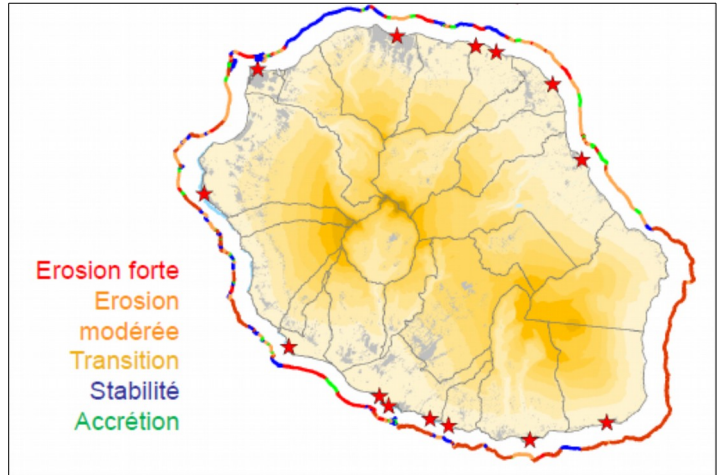 Erosion forte
Erosion
modérée
Transition
Stabilité
Accrétion